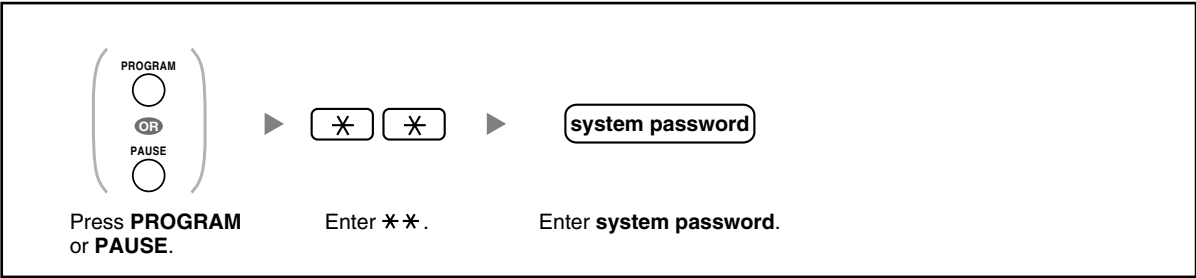 PROGRAM
OR
PAUSE
* *
system password
Press PROGRAM
or PAUSE.
Enter **.
Enter system password.